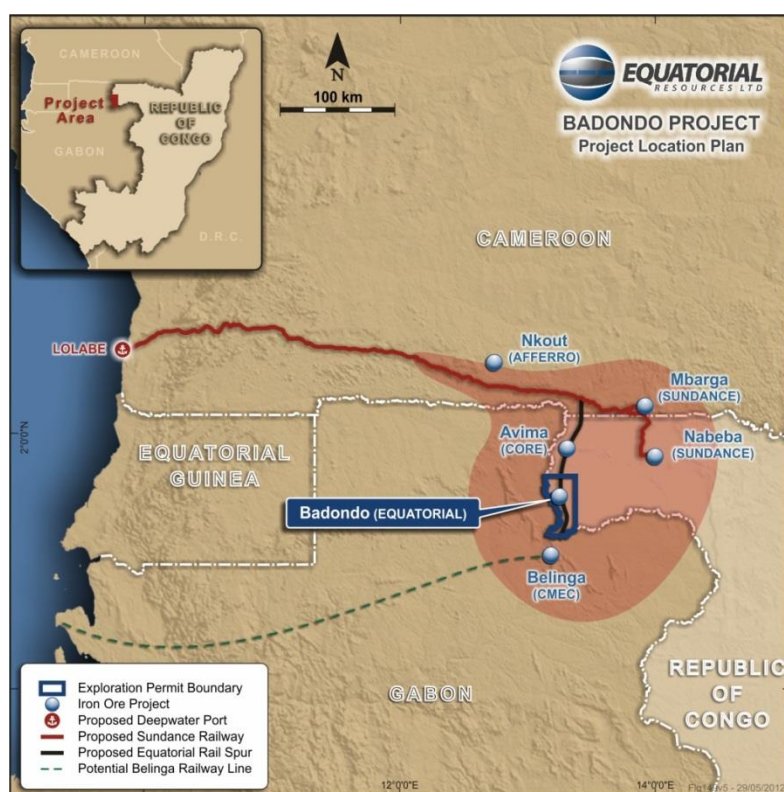 CAMEROON
Project
Area
REPUBLIC
OF
CONGO
GABON
D.R.C.
N
100 km
EQUATORIAL
RESOURCES LTD
BADONDO PROJECT
Project Location Plan
CAMEROON
LOLABE
Nkout
(AFFERRO)
Mbarga
(SUNDANCE)
2°0'0"N
Avima
(CORE)
Nabeba
(SUNDANCE)
EQUATORIAL
GUINEA
Badondo (EQUATORIAL)
Belinga
(CMEC)
Exploration Permit Boundary
Iron Ore Project
Proposed Deepwater Port
Proposed Sundance Railway
Proposed Equatorial Rail Spur
Potential Belinga Railway Line
GABON
REPUBLIC
OF
CONGO
12°0'0"E
14°0'0"E